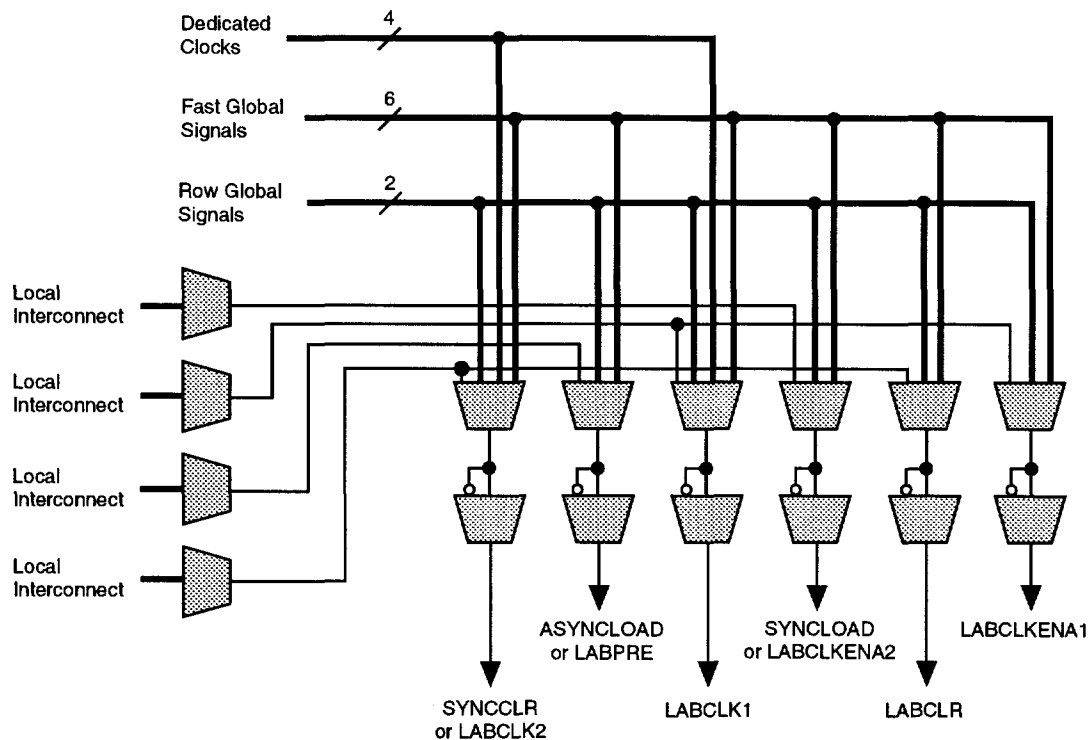 Dedicated
Clocks
4
Fast Global
Signals
6
Row Global
Signals
2
Local
Interconnect
Local
Interconnect
Local
Interconnect
Local
Interconnect
ASYNCLOAD
or LABPRE
SYNCLOAD
or LABCLKENA2
LABCLKENA1
SYNCCLR
or LABCLK2
LABCLK1
LABCLR